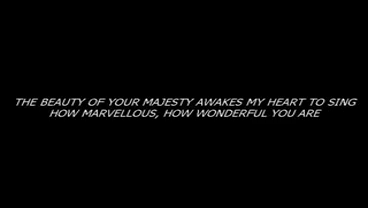 THE BEAUTY OF YOUR MAJESTY AWAKES MY HEART TO SING
HOW MARVELLOUS, HOW WONDERFUL YOU ARE